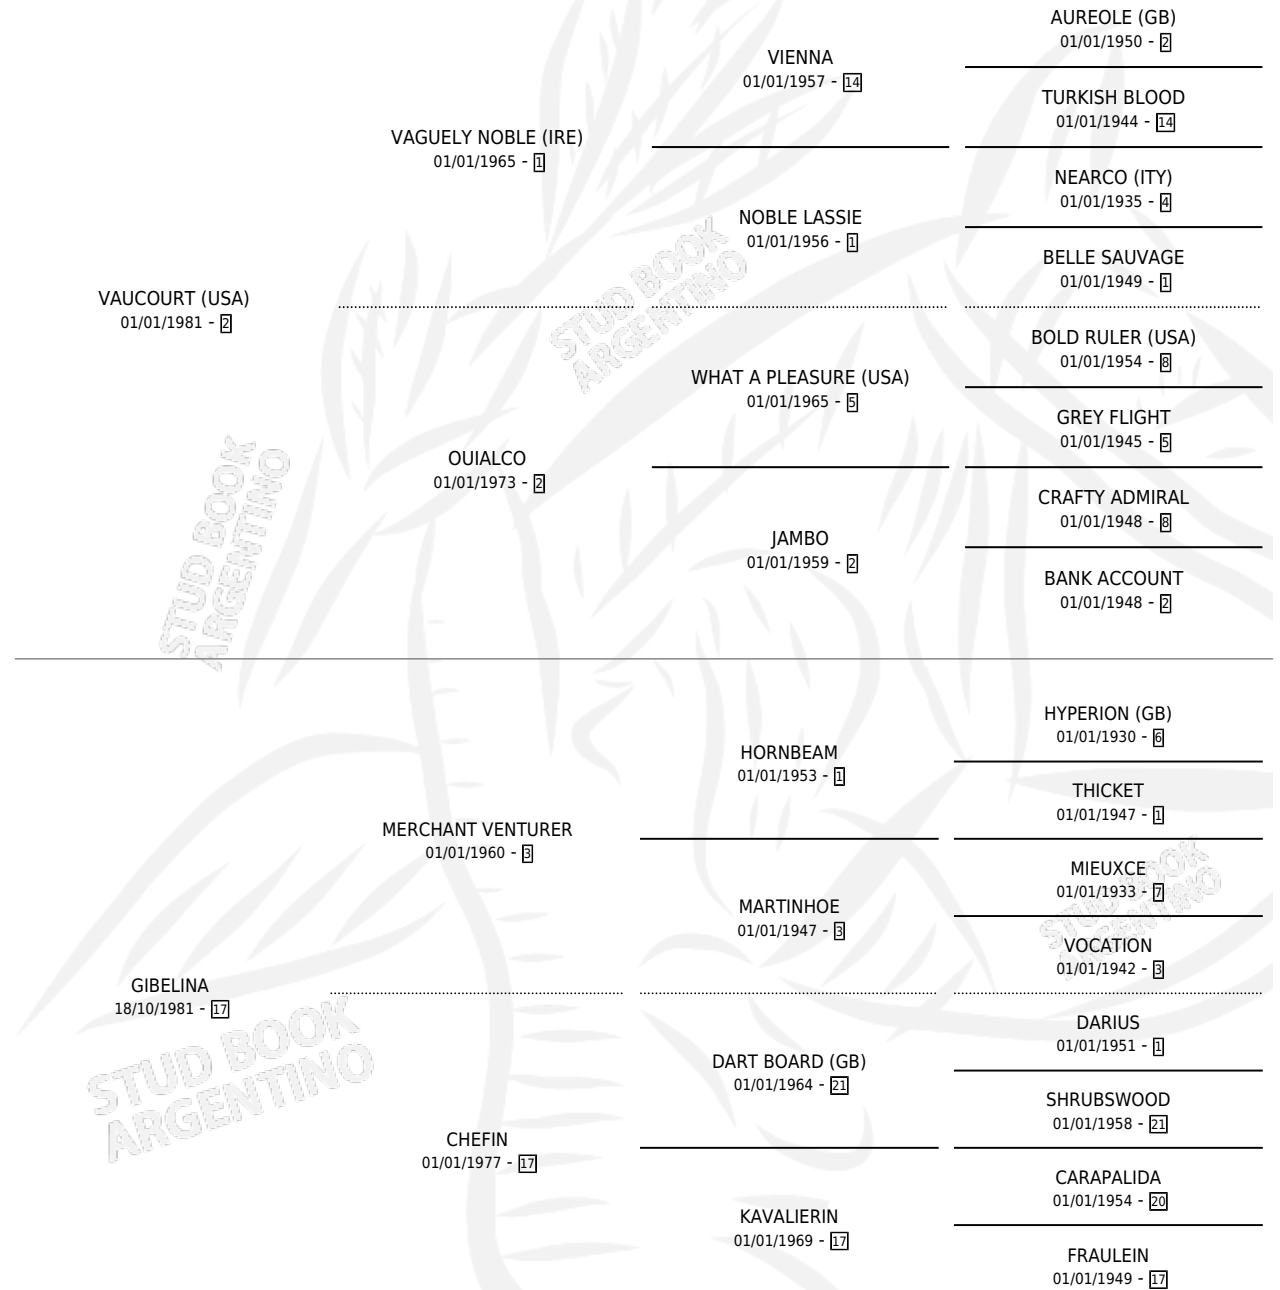 AUREOLE (GB)
01/01/1950 - 2
VIENNA
01/01/1957 - 14
TURKISH BLOOD
01/01/1944 - 14
VAGUELY NOBLE (IRE)
01/01/1965 - 1
NEARCO (ITY)
01/01/1935 - 4
NOBLE LASSIE
01/01/1956 - 1
BELLE SAUVAGE
01/01/1949 - 1
VAUCOURT (USA)
01/01/1981 - 2
STUD BOOK
ARGENTINO
BOLD RULER (USA)
01/01/1954 - 8
WHAT A PLEASURE (USA)
01/01/1965 - 5
GREY FLIGHT
01/01/1945 - 5
OUIALCO
01/01/1973 - 2
CRAFTY ADMIRAL
01/01/1948 - 8
JAMBO
01/01/1959 - 2
BANK ACCOUNT
01/01/1948 - 2
STUD BOOK
ARGENTINO
HYPERION (GB)
01/01/1930 - 6
HORNBEAM
01/01/1953 - 1
THICKET
01/01/1947 - 1
MERCHANT VENTURER
01/01/1960 - 3
MIEUXCE
01/01/1933 - 7
MARTINHOE
01/01/1947 - 3
STUD BOOK
ARGENTINO
VOCATION
01/01/1942 - 3
GIBELINA
18/10/1981 - 17
DARIUS
01/01/1951 - 1
STUD BOOK
ARGENTINO
DART BOARD (GB)
01/01/1964 - 21
SHRUBSWOOD
01/01/1958 - 21
CHEFIN
01/01/1977 - 17
CARAPALIDA
01/01/1954 - 20
KAVALIERIN
01/01/1969 - 17
FRAULEIN
01/01/1949 - 17